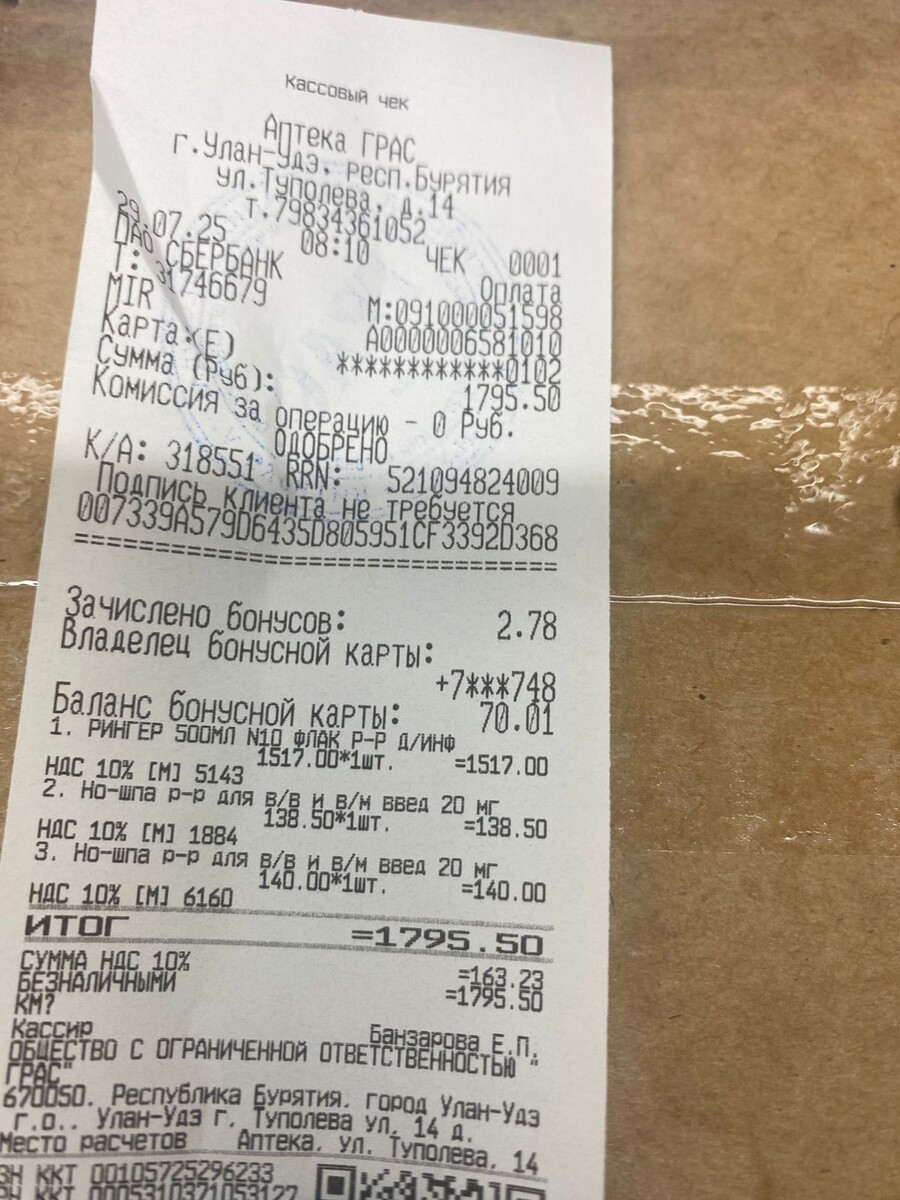 Кассовый чек
Аптека ГРАС
г.Улан-Удэ, респ.Бурятия
ул.Туполева, д.14
т.79834361052
29.07.25 08:10 ЧЕК 0001
ПАО СБЕРБАНК Оплата
Т: 31746679 М:091000051598
MIR A0000006581010
Карта:(E) ************0102
Сумма (Руб): 1795.50
Комиссия за операцию - 0 Руб.
ОДОБРЕНО
К/А: 318551 RRN: 521094824009
Подпись клиента не требуется
007339A579D6435D805951CF3392D368
================================
Зачислено бонусов: 2.78
Владелец бонусной карты:
+7***748
Баланс бонусной карты: 70.01
1. РИНГЕР 500МЛ N10 ФЛАК Р-Р Д/ИНФ
1517.00*1шт. =1517.00
НДС 10% [М] 5143
2. Но-шпа р-р для в/в и в/м введ 20 мг
138.50*1шт. =138.50
НДС 10% [М] 1884
3. Но-шпа р-р для в/в и в/м введ 20 мг
140.00*1шт. =140.00
НДС 10% [М] 6160
ИТОГ =1795.50
СУММА НДС 10% =163.23
БЕЗНАЛИЧНЫМИ =1795.50
КМ?
Кассир Банзарова Е.П.
ОБЩЕСТВО С ОГРАНИЧЕННОЙ ОТВЕТСТВЕННОСТЬЮ "
ГРАС"
670050. Республика Бурятия, город Улан-Удэ
г.о.. Улан-Удэ г, Туполева ул, 14 д.
Место расчетов Аптека, ул. Туполева, 14
ЗН ККТ 00105725296233
РН ККТ 0005310371053127